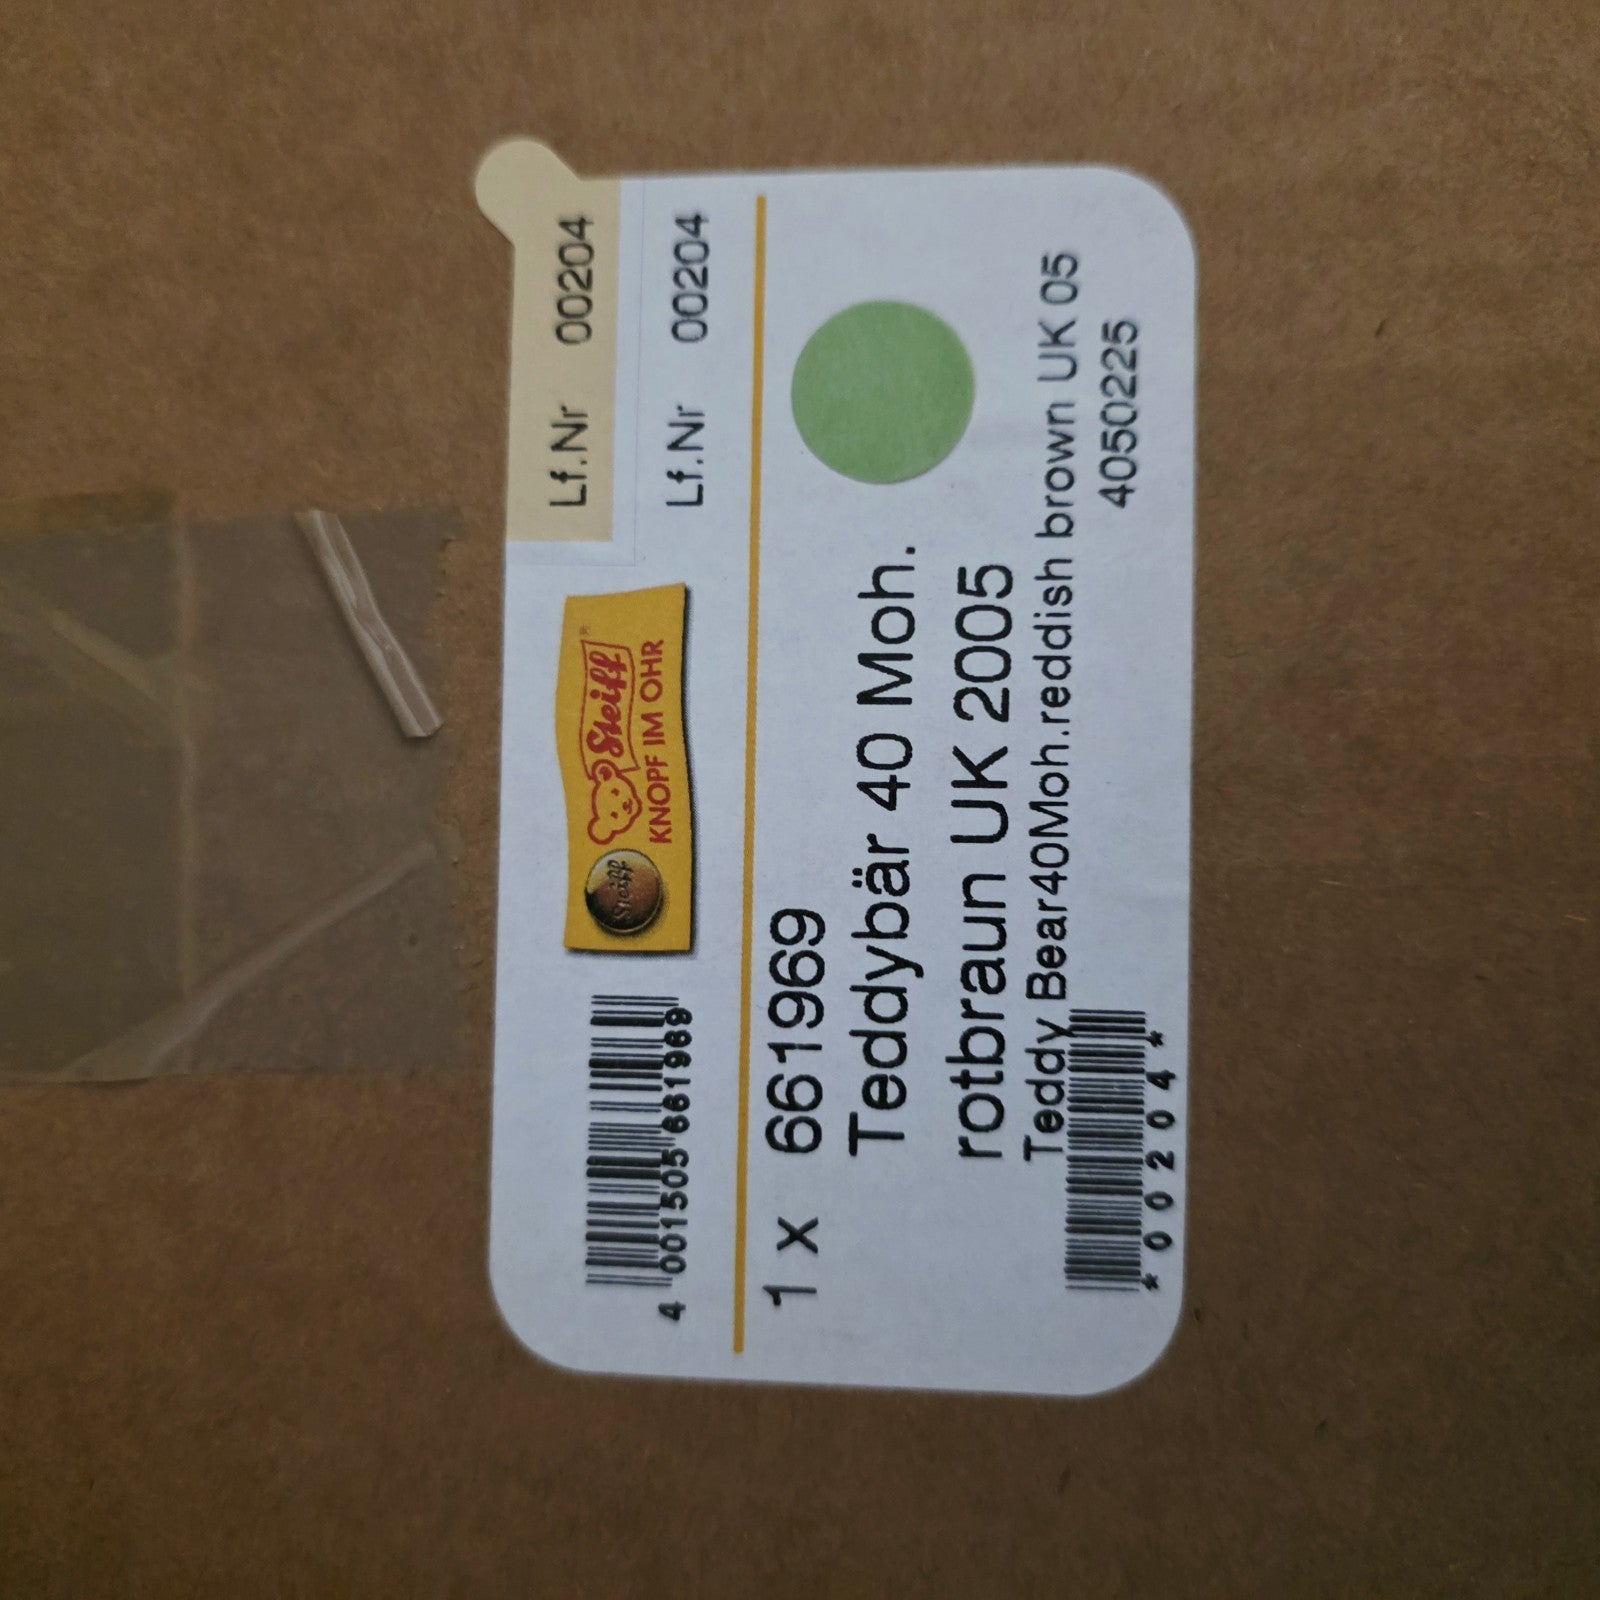 Lf.Nr 00204
Lf.Nr 00204
Steiff
Steiff®
KNOPF IM OHR
4 001505 661969
1 x 661969
Teddybär 40 Moh.
rotbraun UK 2005
Teddy Bear40Moh.reddish brown UK 05
4050225
*00204*